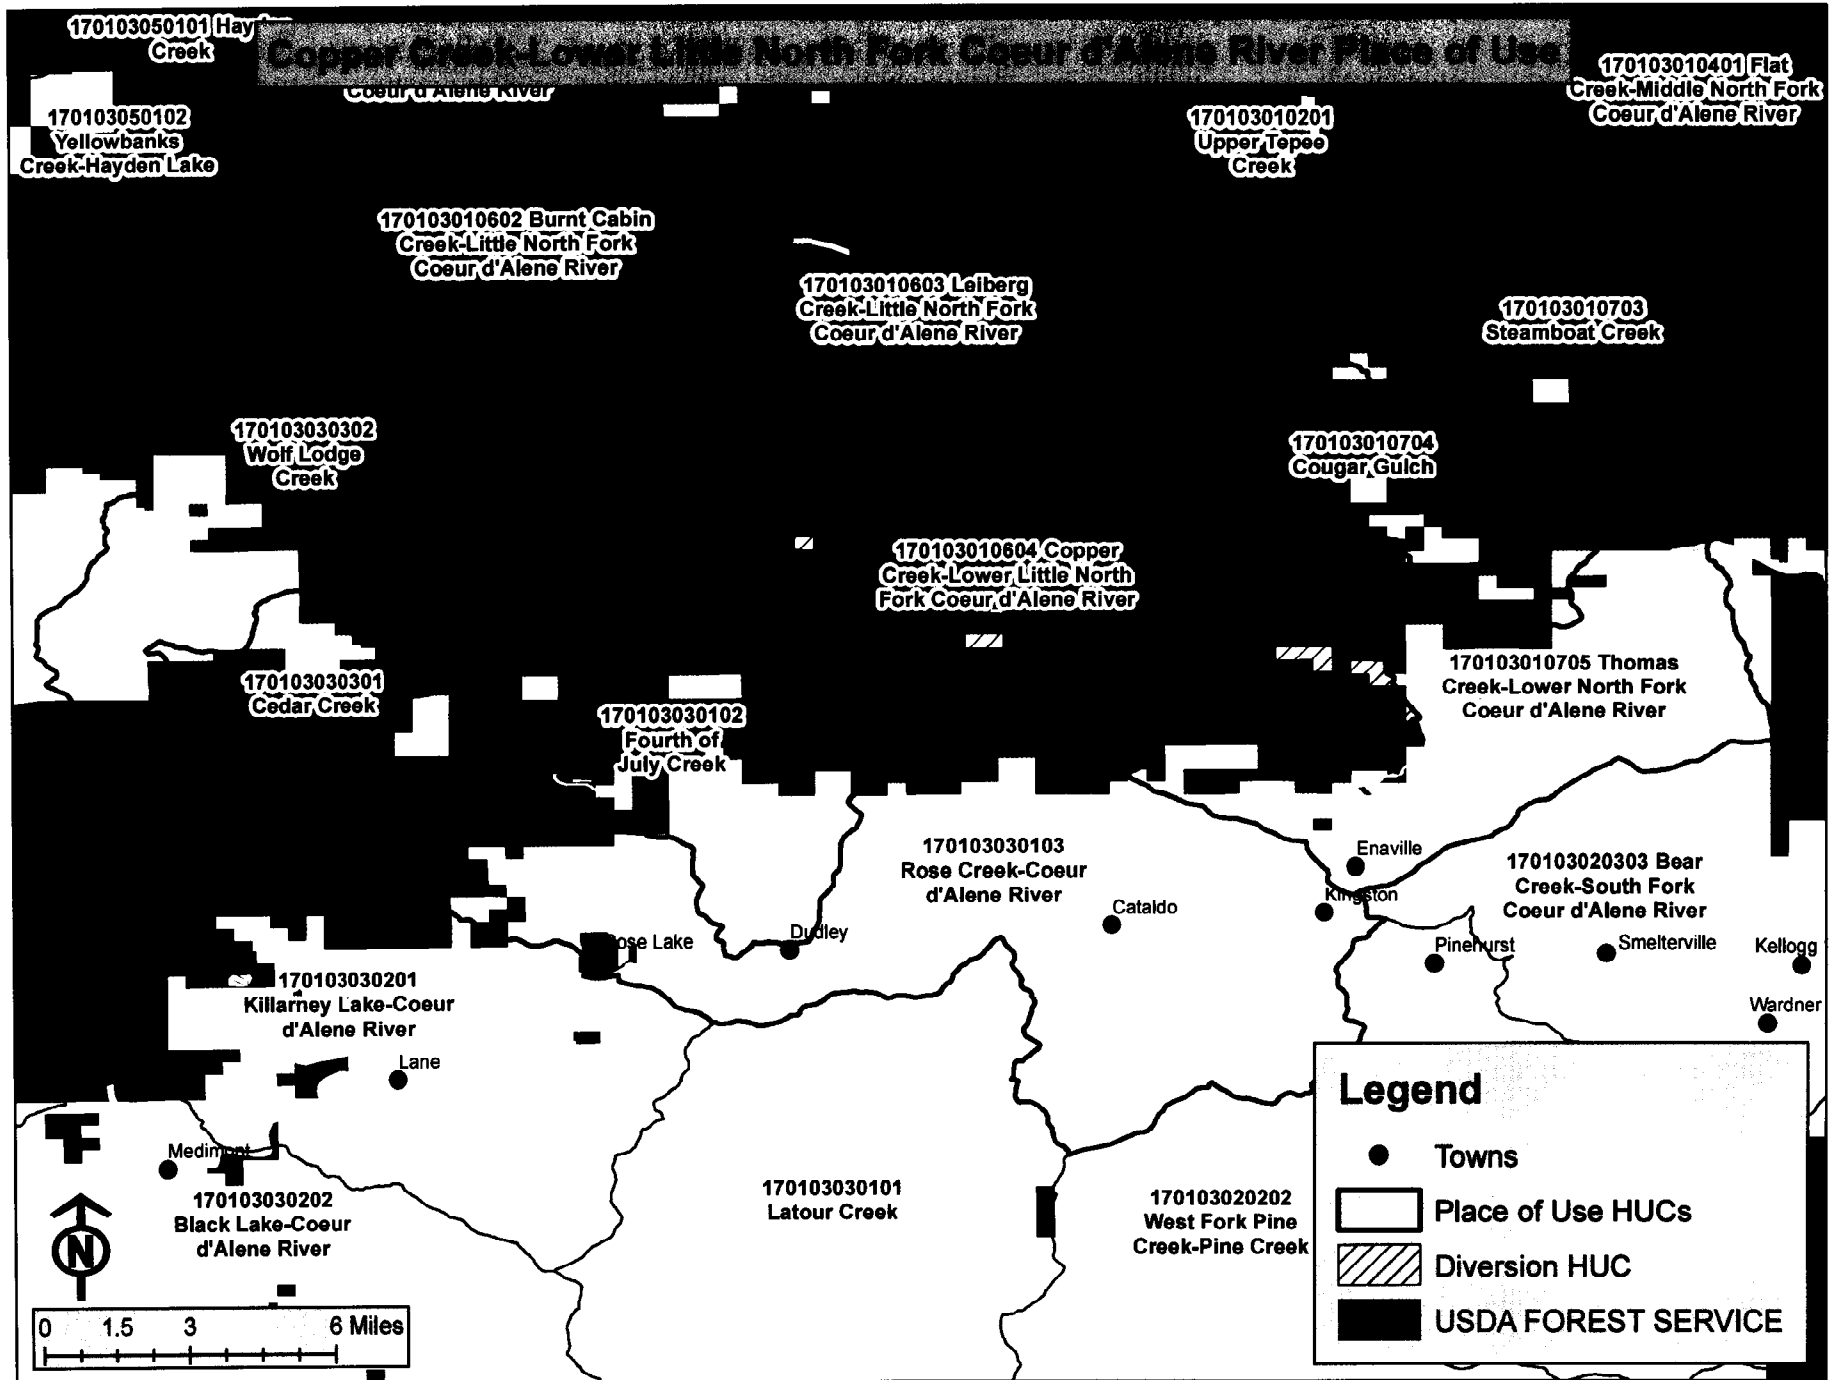 170103050101 Hay
Creek
Copper Creek-Lower Little North Fork Coeur d'Alene River Place of Use
Coeur d'Alene River
170103010401 Flat
Creek-Middle North Fork
Coeur d'Alene River
170103050102
Yellowbanks
Creek-Hayden Lake
170103010201
Upper Tepee
Creek
170103010602 Burnt Cabin
Creek-Little North Fork
Coeur d'Alene River
170103010603 Leiberg
Creek-Little North Fork
Coeur d'Alene River
170103010703
Steamboat Creek
170103030302
Wolf Lodge
Creek
170103010704
Cougar Gulch
170103010604 Copper
Creek-Lower Little North
Fork Coeur d'Alene River
170103010705 Thomas
Creek-Lower North Fork
Coeur d'Alene River
170103030301
Cedar Creek
170103030102
Fourth of
July Creek
170103030103
Rose Creek-Coeur
d'Alene River
Enaville
170103020303 Bear
Creek-South Fork
Coeur d'Alene River
Kingston
Cataldo
Dudley
Rose Lake
Pinehurst
Smelterville
Kellogg
Wardner
170103030201
Killarney Lake-Coeur
d'Alene River
Lane
Medimont
170103030202
Black Lake-Coeur
d'Alene River
170103030101
Latour Creek
170103020202
West Fork Pine
Creek-Pine Creek
N
0 1.5 3 6 Miles
Legend
Towns
Place of Use HUCs
Diversion HUC
USDA FOREST SERVICE